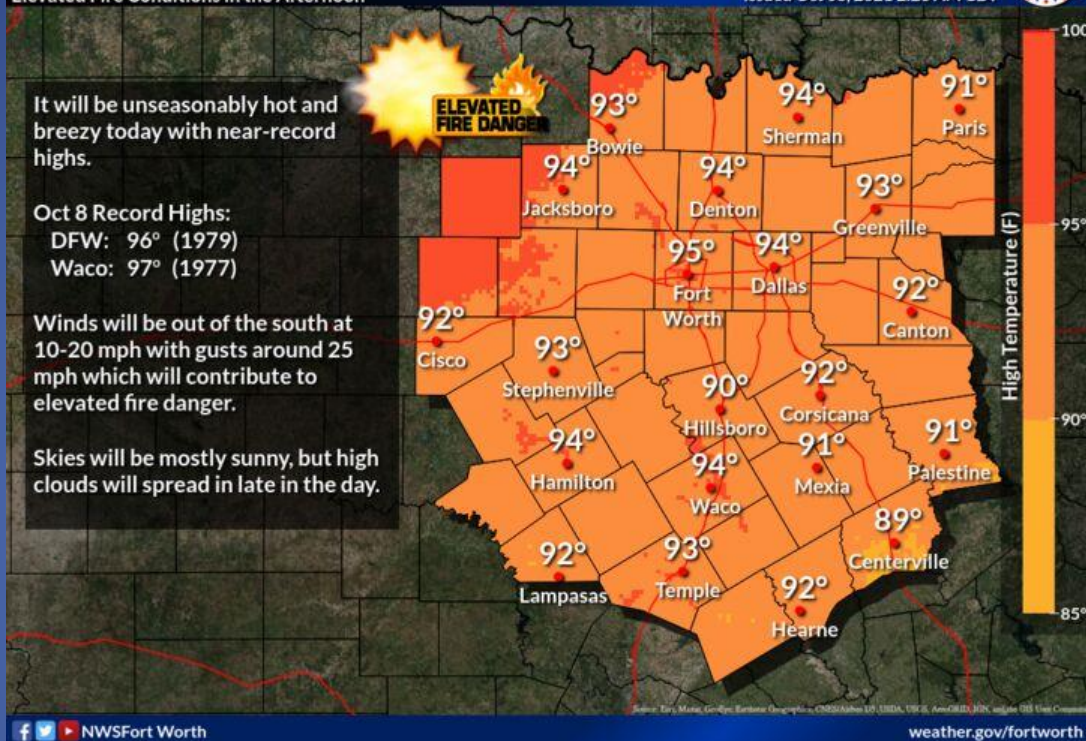 Elevated Fire Conditions in the Afternoon
It will be unseasonably hot and
breezy today with near-record
highs.
Oct 8 Record Highs:
DFW: 96° (1979)
Waco: 97° (1977)
Winds will be out of the south at
10-20 mph with gusts around 25
mph which will contribute to
elevated fire danger.
Skies will be mostly sunny, but high
clouds will spread in late in the day.
ELEVATED
FIRE DANGER
93°
Bowie
94°
Sherman
91°
Paris
94°
Jacksboro
94°
Denton
93°
Greenville
95°
Fort
Worth
94°
Dallas
92°
Canton
92°
Cisco
93°
Stephenville
90°
Hillsboro
92°
Corsicana
94°
Hamilton
94°
Waco
91°
Mexia
91°
Palestine
92°
Lampasas
93°
Temple
89°
Centerville
92°
Hearne
100
95°
90°
85°
High Temperature (F)
NWSFort Worth
weather.gov/fortworth